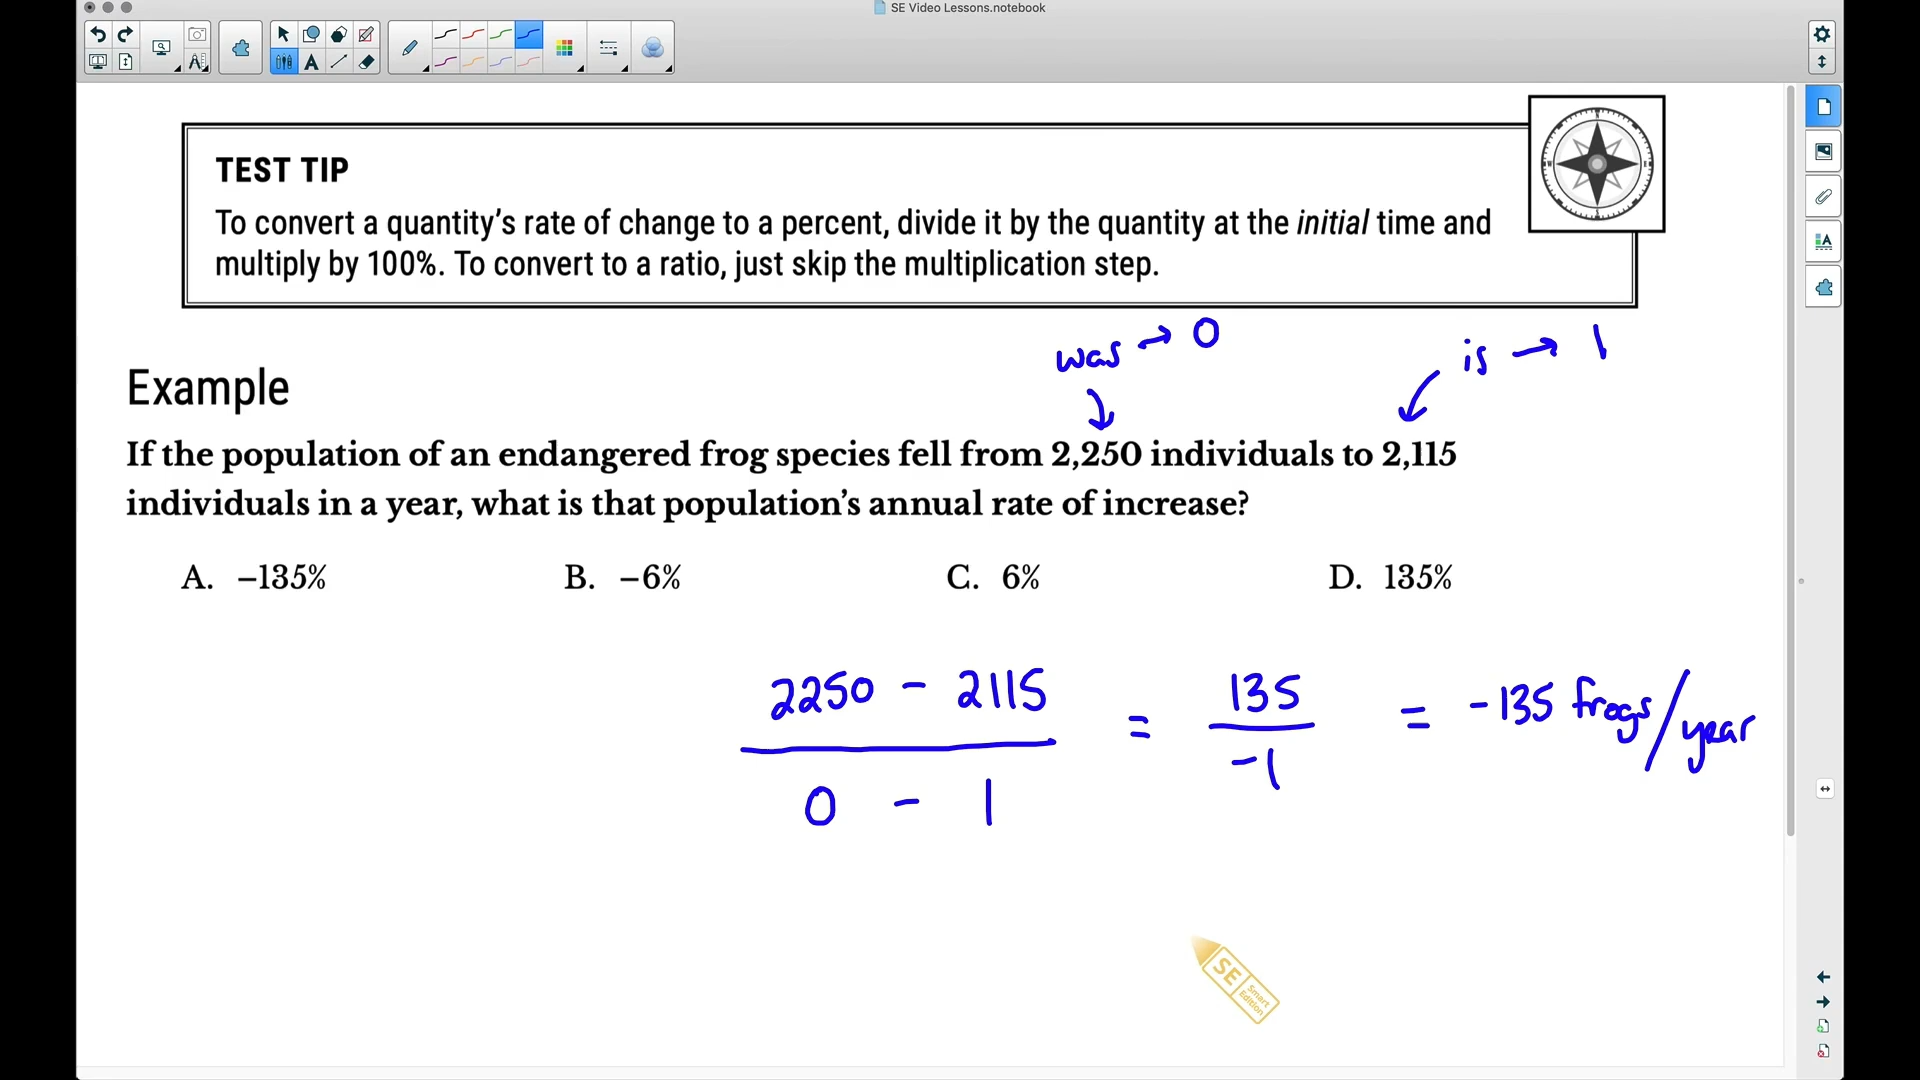 SE Video Lessons.notebook
TEST TIP
To convert a quantity’s rate of change to a percent, divide it by the quantity at the initial time and
multiply by 100%. To convert to a ratio, just skip the multiplication step.
was → 0
is → 1
Example
If the population of an endangered frog species fell from 2,250 individuals to 2,115
individuals in a year, what is that population’s annual rate of increase?
A. –135%
B. –6%
C. 6%
D. 135%
2250 - 2115
0 - 1
=
135
-1
= -135 frogs/year
SE Smart Edition